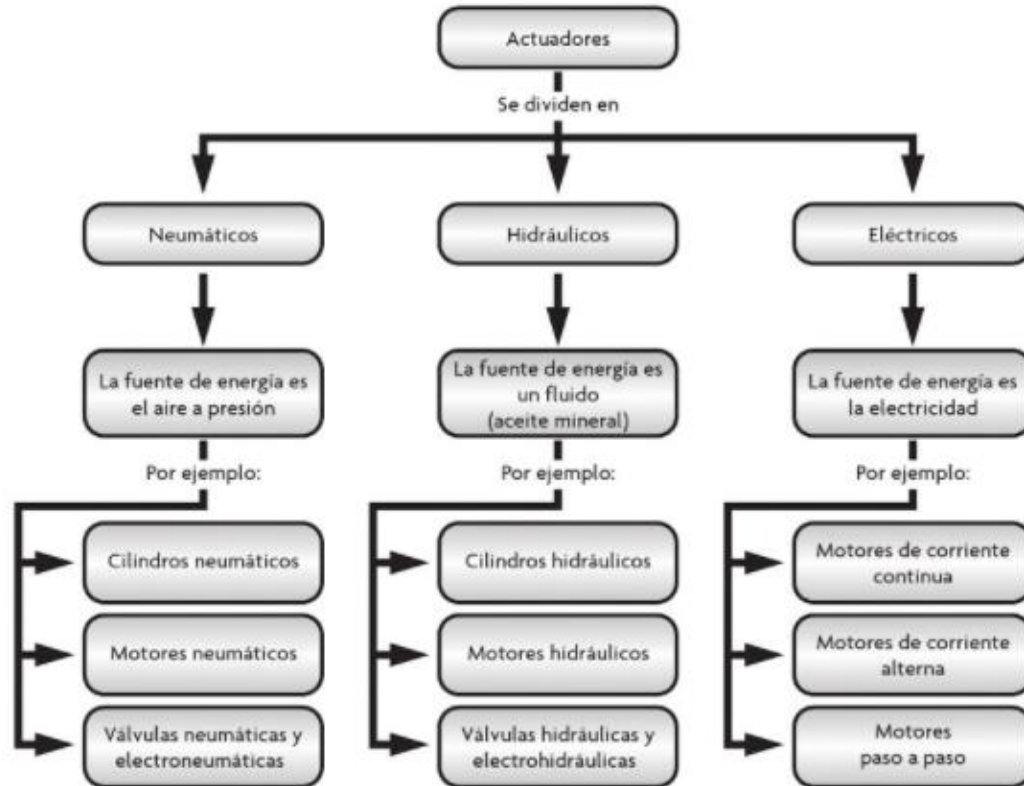 Actuadores
Se dividen en
Neumáticos
Hidráulicos
Eléctricos
La fuente de energía es
el aire a presión
La fuente de energía es
un fluido
(aceite mineral)
La fuente de energía es
la electricidad
Por ejemplo:
Por ejemplo:
Por ejemplo:
Cilindros neumáticos
Cilindros hidráulicos
Motores de corriente
continua
Motores neumáticos
Motores hidráulicos
Motores de corriente
alterna
Válvulas neumáticas y
electroneumáticas
Válvulas hidráulicas y
electrohidráulicas
Motores
paso a paso